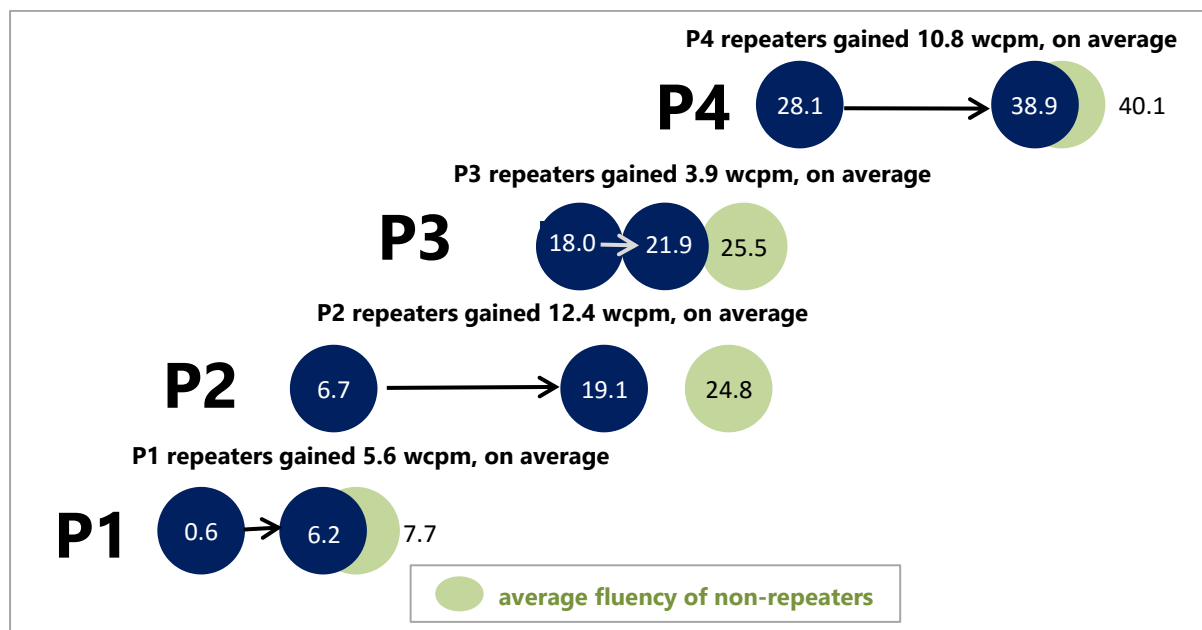 P4 repeaters gained 10.8 wcpm, on average
P4 28.1 38.9 40.1
P3 repeaters gained 3.9 wcpm, on average
P3 18.0 21.9 25.5
P2 repeaters gained 12.4 wcpm, on average
P2 6.7 19.1 24.8
P1 repeaters gained 5.6 wcpm, on average
P1 0.6 6.2 7.7
average fluency of non-repeaters